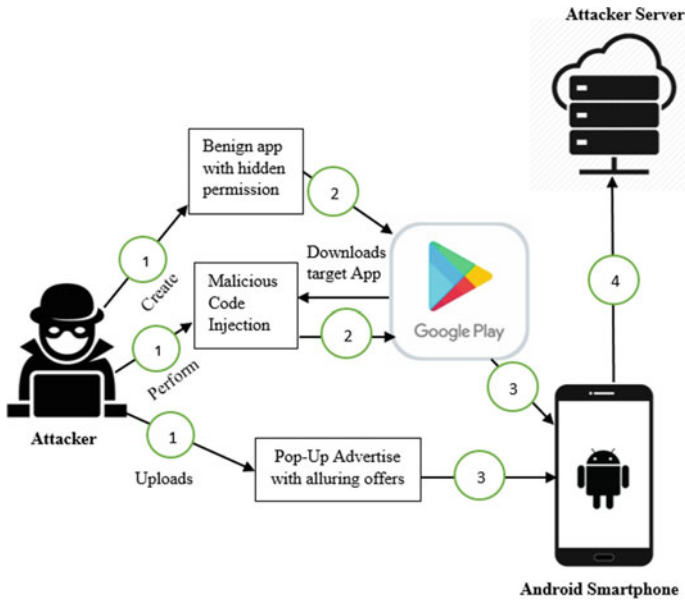 Attacker Server
Benign app
with hidden
permission
2
1
Create
Downloads
target App
Malicious
Code
Injection
Google Play
4
1
Perform
2
3
Attacker
1
Uploads
Pop-Up Advertise
with alluring offers
3
Android Smartphone